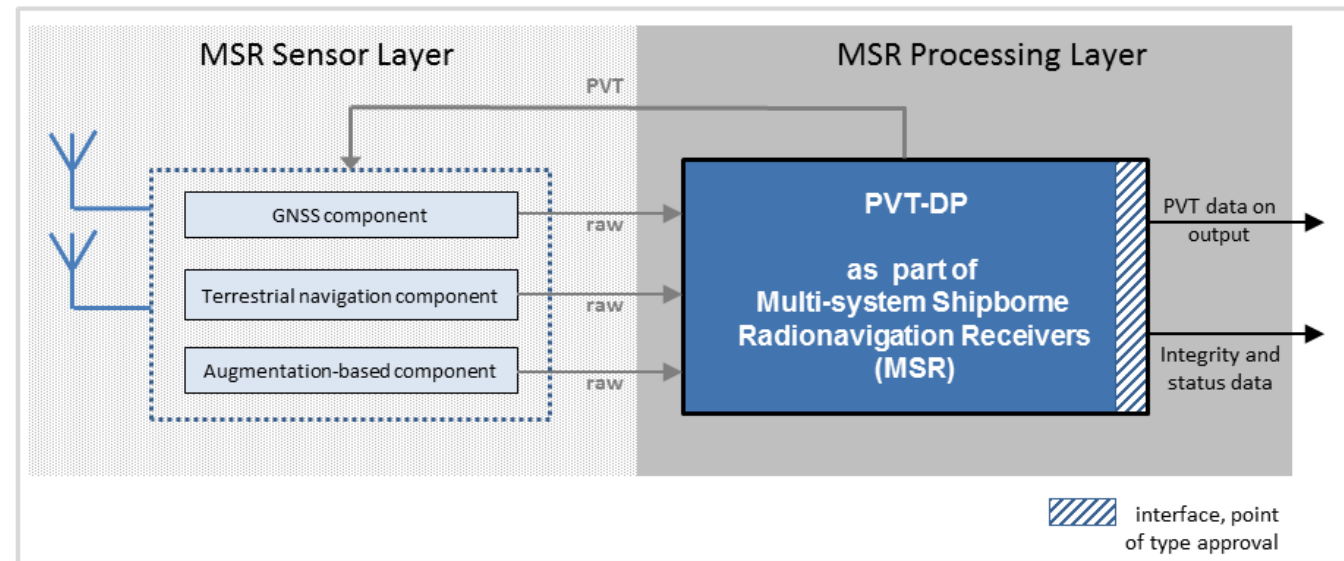 MSR Sensor Layer
MSR Processing Layer
PVT
GNSS component
raw
Terrestrial navigation component
raw
Augmentation-based component
raw
PVT-DP
as part of
Multi-system Shipborne
Radionavigation Receivers
(MSR)
PVT data on
output
Integrity and
status data
interface, point
of type approval